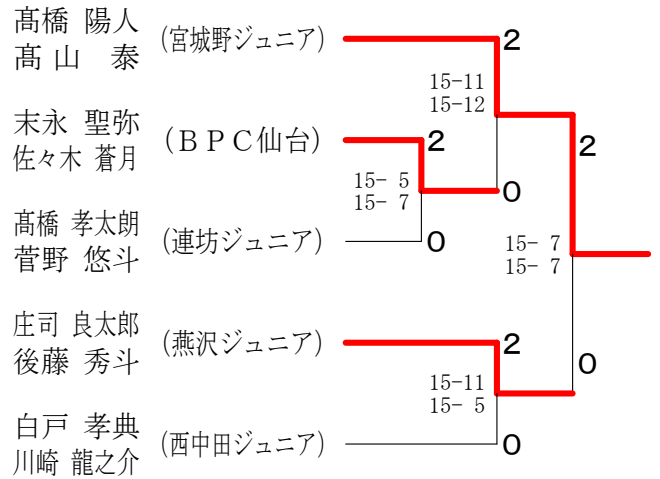 髙橋 陽人
髙山 泰
(宮城野ジュニア)
2
15-11
15-12
末永 聖弥
佐々木 蒼月
(ＢＰＣ仙台)
2
2
15- 5
15- 7
0
髙橋 孝太朗
菅野 悠斗
(連坊ジュニア)
0
15- 7
15- 7
庄司 良太郎
後藤 秀斗
(燕沢ジュニア)
2
0
15-11
15- 5
白戸 孝典
川崎 龍之介
(西中田ジュニア)
0